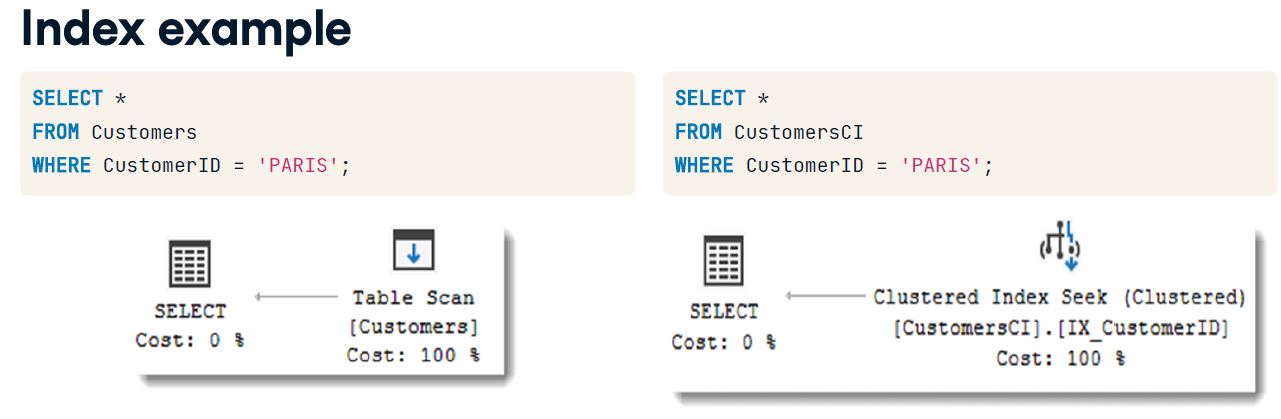 Index example
SELECT *
FROM Customers
WHERE CustomerID = 'PARIS';
SELECT
Cost: 0 %
Table Scan
[Customers]
Cost: 100 %
SELECT *
FROM CustomersCI
WHERE CustomerID = 'PARIS';
SELECT
Cost: 0 %
Clustered Index Seek (Clustered)
[CustomersCI].[IX_CustomerID]
Cost: 100 %